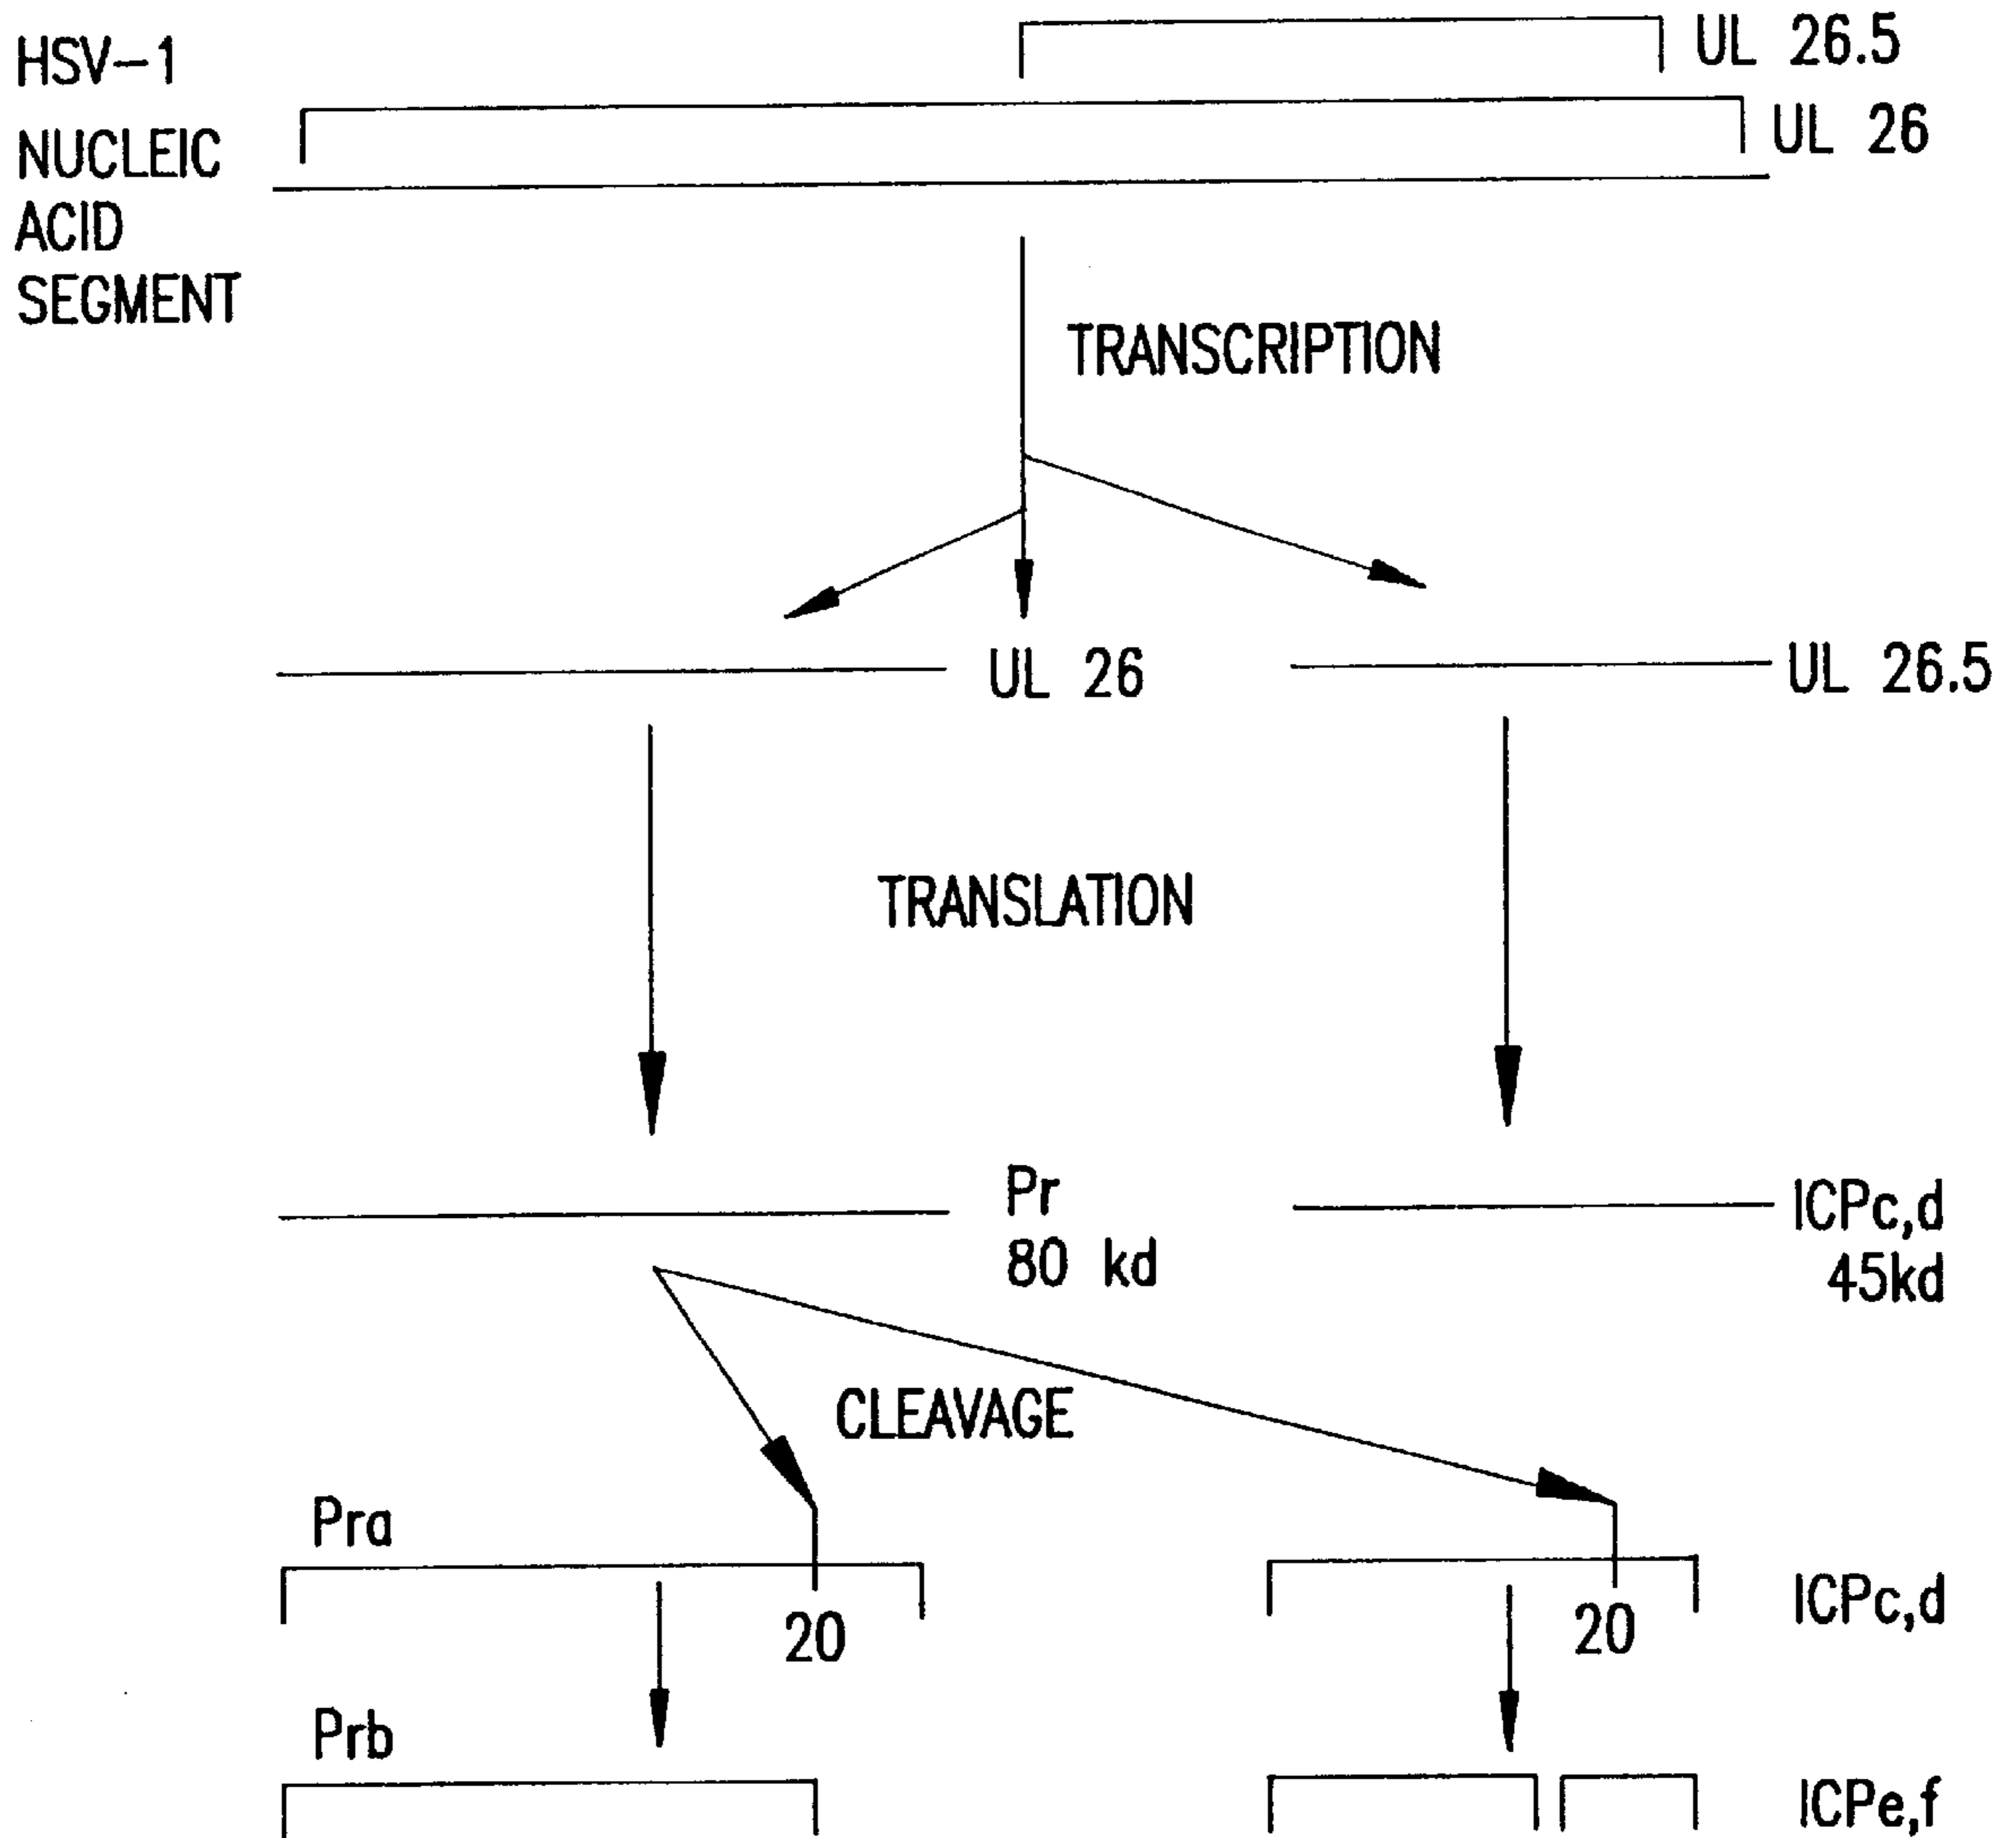 HSV-1
NUCLEIC
ACID
SEGMENT
UL 26.5
UL 26
TRANSCRIPTION
UL 26
UL 26.5
TRANSLATION
Pr
80 kd
ICPc,d
45kd
CLEAVAGE
Pra
20
20
ICPc,d
Prb
ICPe,f